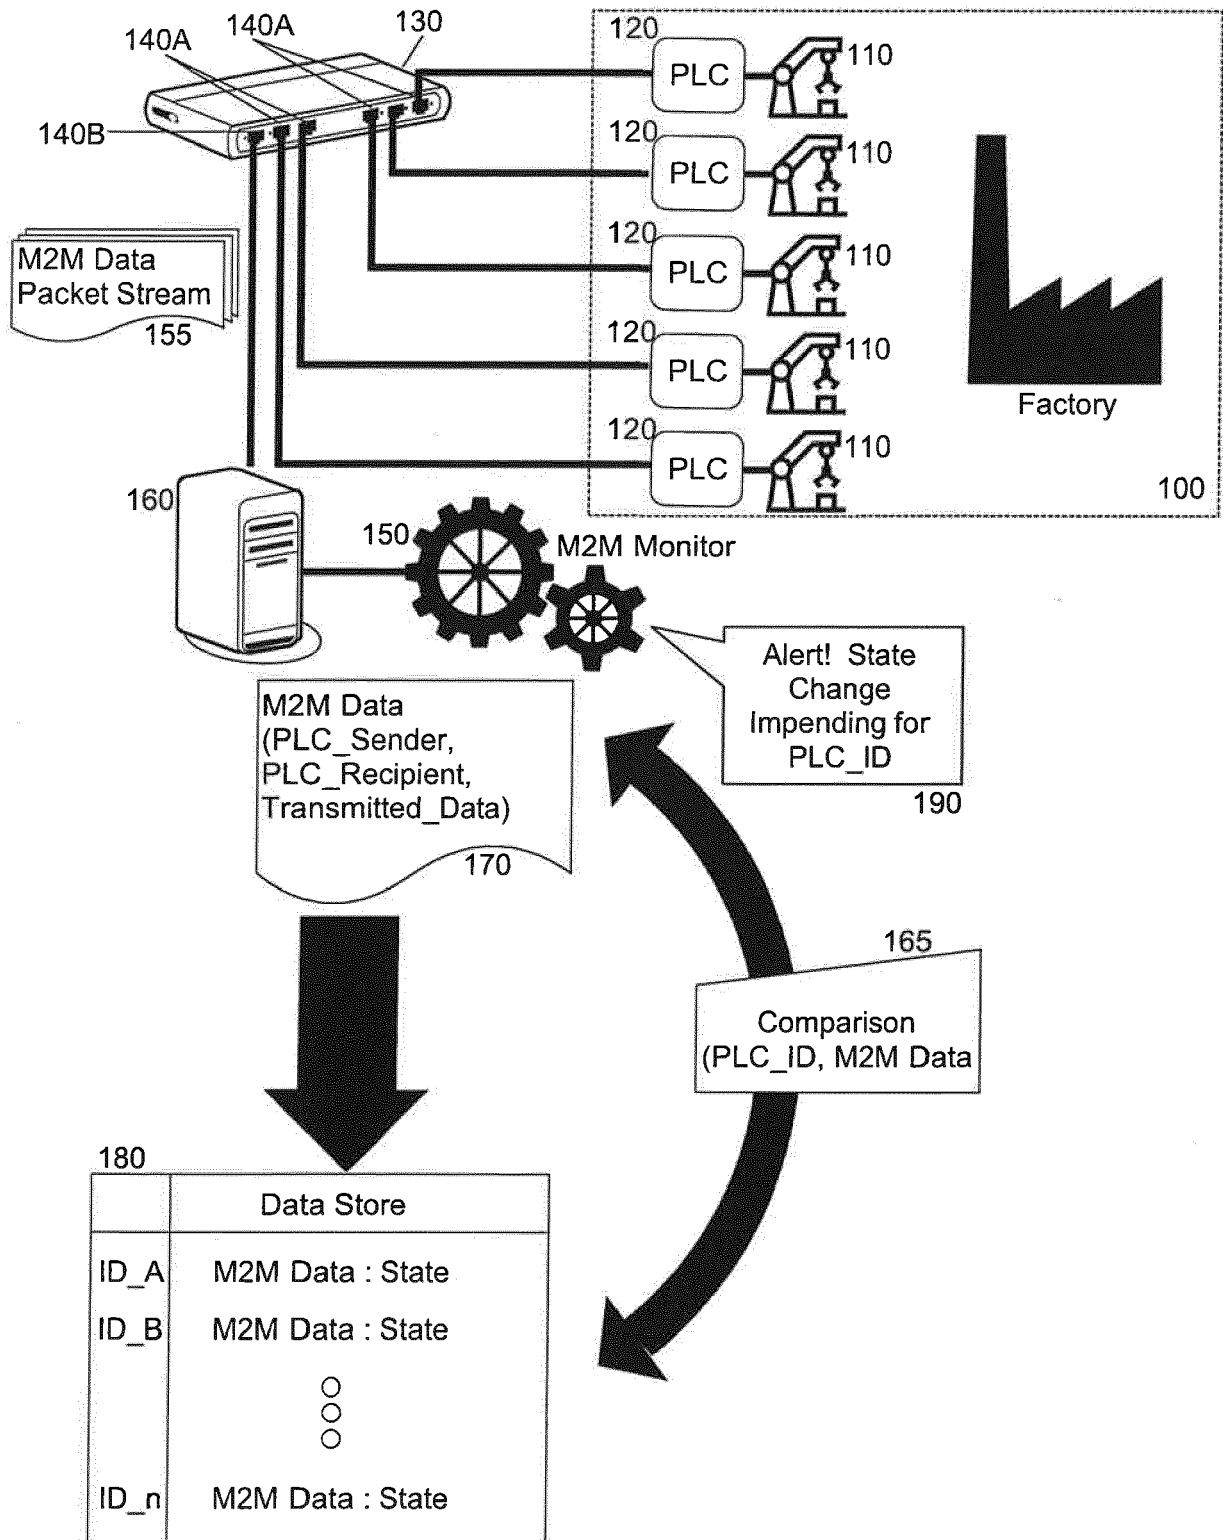 140A
140A
130
140B
120
PLC
110
120
PLC
110
120
PLC
110
120
PLC
110
120
PLC
110
Factory
100
M2M Data
Packet Stream
155
160
150
M2M Monitor
Alert! State
Change
Impending for
PLC_ID
190
M2M Data
(PLC_Sender,
PLC_Recipient,
Transmitted_Data)
170
165
Comparison
(PLC_ID, M2M Data
180
Data Store
ID_A M2M Data : State
ID_B M2M Data : State
ID_n M2M Data : State